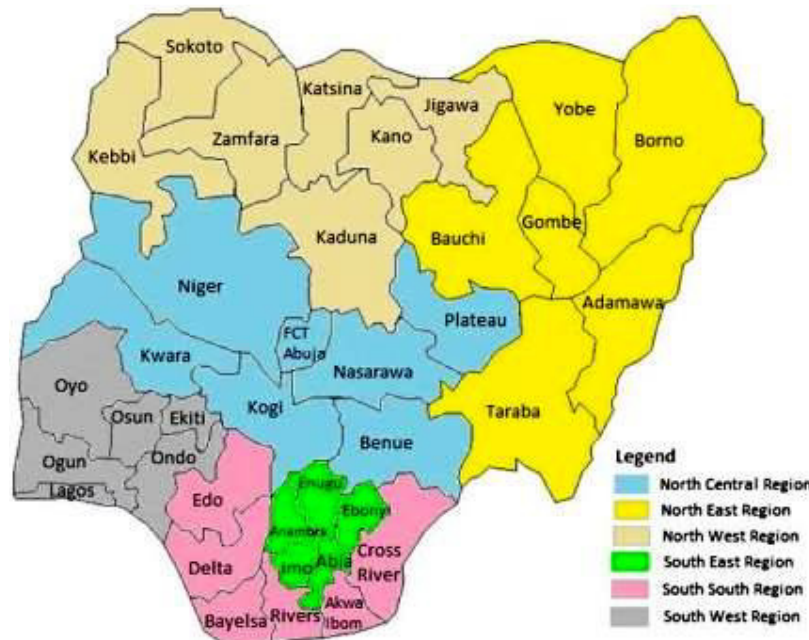 Sokoto
Katsina
Jigawa
Yobe
Zamfara
Kano
Borno
Kebbi
Kaduna
Bauchi
Gombe
Niger
Adamawa
FCT
Abuja
Plateau
Kwara
Nasarawa
Oyo
Kogi
Taraba
Osun
Ekiti
Benue
Ogun
Ondo
Lagos
Enugu
Edo
Ebonyi
Anambra
Delta
Imo
Abia
Cross
River
Bayelsa
Rivers
Akwa
Ibom
Legend
North Central Region
North East Region
North West Region
South East Region
South South Region
South West Region